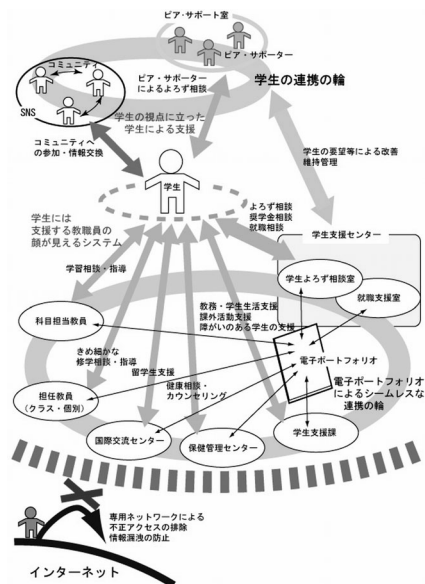 ピア・サポート室
コミュニティ
ピア・サポーター
ピア・サポーター
によるよろず相談
学生の連携の輪
SNS
学生の視点に立った
学生による支援
コミュニティへ
の参加・情報交換
学生の要望等による改善
維持管理
学生
よろず相談
奨学金相談
就職相談
学生には
支援する教職員の
顔が見えるシステム
学生支援センター
学習相談・指導
学生よろず相談室
就職支援室
教務・学生生活支援
課外活動支援
障がいのある学生の支援
科目担当教員
きめ細かな
修学相談・指導
電子ポートフォリオ
留学生支援
健康相談・
カウンセリング
電子ポートフォリオ
によるシームレスな
連携の輪
担任教員
(クラス・個別)
国際交流センター
保健管理センター
学生支援課
専用ネットワークによる
不正アクセスの排除
情報漏洩の防止
インターネット